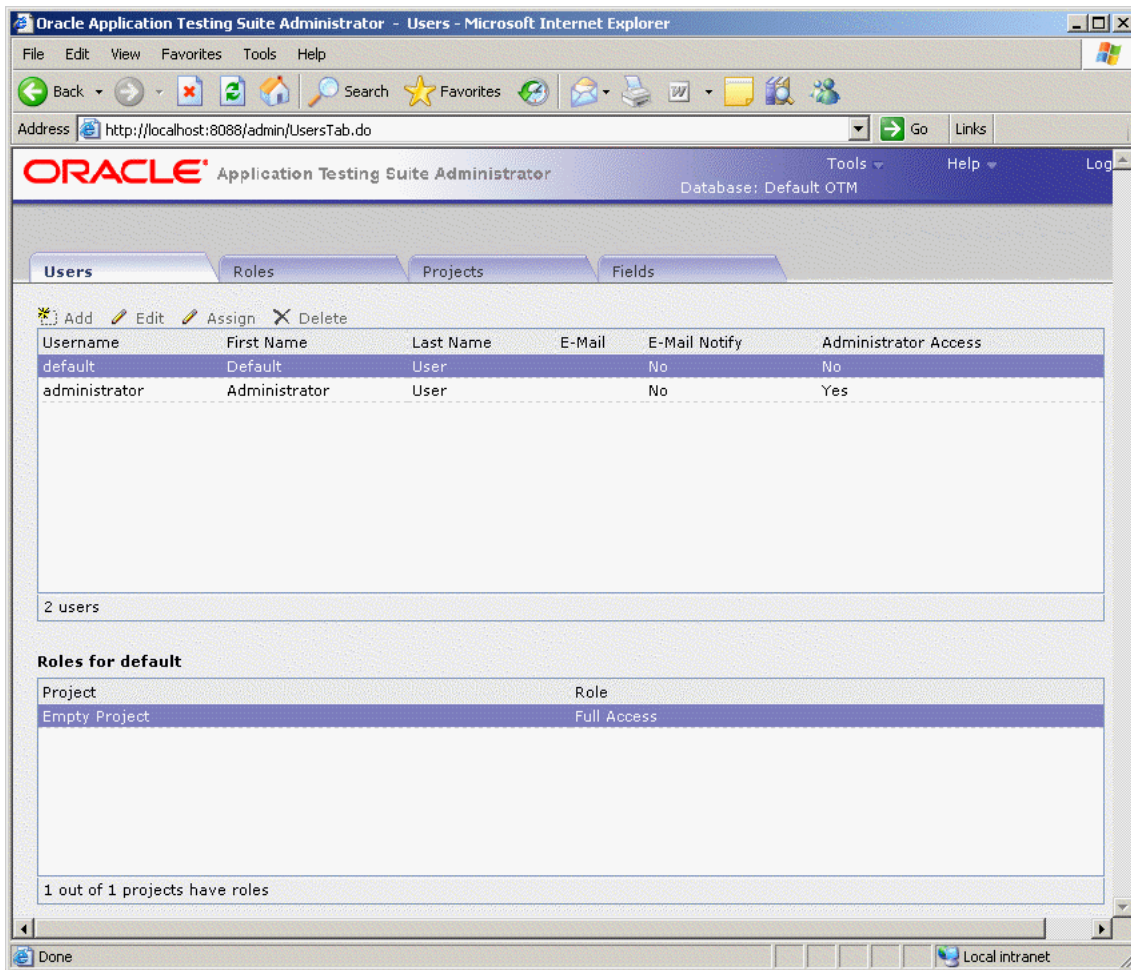 Oracle Application Testing Suite Administrator - Users - Microsoft Internet Explorer
File Edit View Favorites Tools Help
Back Search Favorites
Address http://localhost:8088/admin/UsersTab.do Go Links
ORACLE Application Testing Suite Administrator Tools Help Log
Database: Default OTM
Users Roles Projects Fields
Add Edit Assign Delete
Username First Name Last Name E-Mail E-Mail Notify Administrator Access
default Default User No No
administrator Administrator User No Yes
2 users
Roles for default
Project Role
Empty Project Full Access
1 out of 1 projects have roles
Done Local intranet